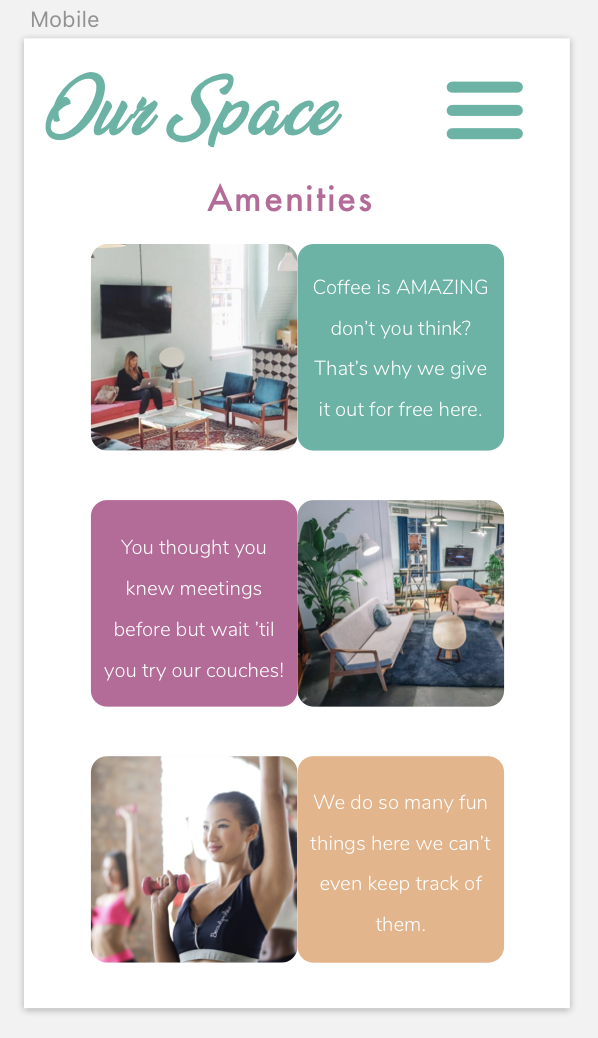 Mobile
Our Space
Amenities
Coffee is AMAZING
don’t you think?
That’s why we give
it out for free here.
You thought you
knew meetings
before but wait ’til
you try our couches!
We do so many fun
things here we can’t
even keep track of
them.